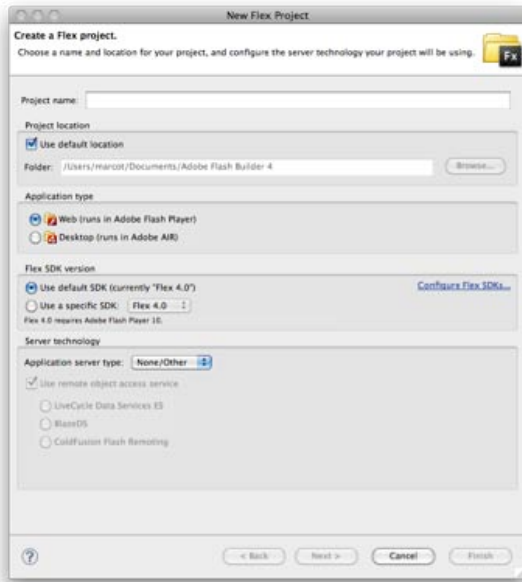 New Flex Project
Create a Flex project.
Choose a name and location for your project, and configure the server technology your project will be using.
Fx
Project name:
Project location
Use default location
Folder: /Users/marcot/Documents/Adobe Flash Builder 4 Browse...
Application type
Web (runs in Adobe Flash Player)
Desktop (runs in Adobe AIR)
Flex SDK version
Use default SDK (currently "Flex 4.0") Configure Flex SDKs...
Use a specific SDK: Flex 4.0
Flex 4.0 requires Adobe Flash Player 10.
Server technology
Application server type: None/Other
Use remote object access service
LiveCycle Data Services ES
BlazeDS
ColdFusion Flash Remoting
? < Back Next > Cancel Finish